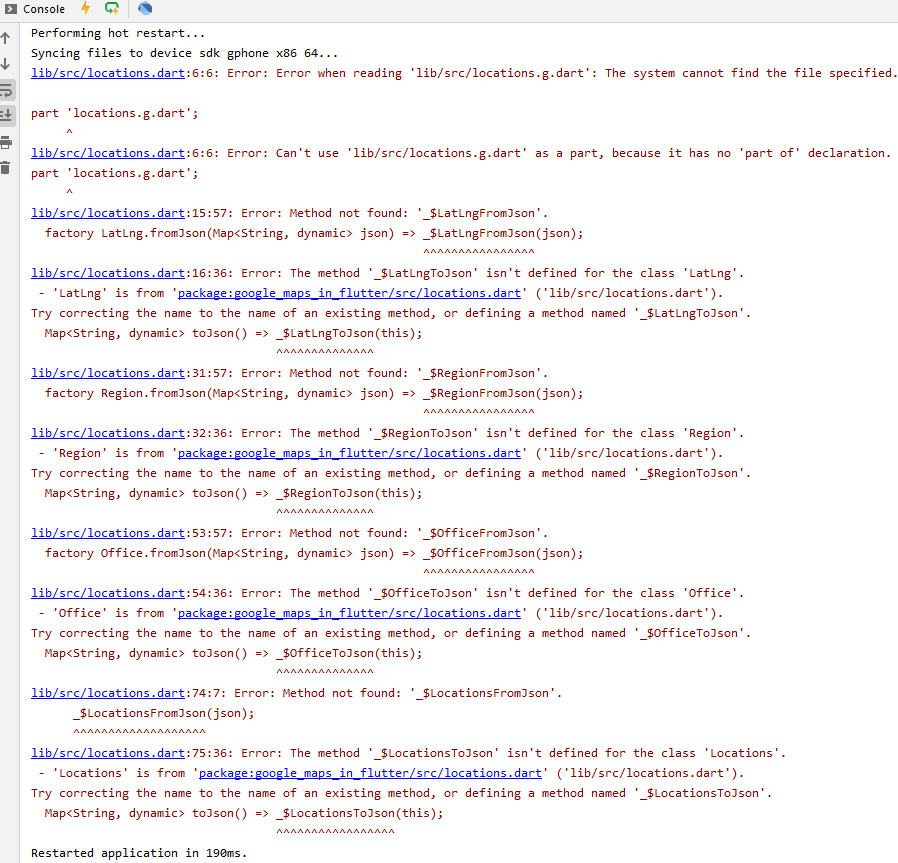 Console
Performing hot restart...
Syncing files to device sdk gphone x86 64...
lib/src/locations.dart:6:6: Error: Error when reading 'lib/src/locations.g.dart': The system cannot find the file specified.
part 'locations.g.dart';
     ^
lib/src/locations.dart:6:6: Error: Can't use 'lib/src/locations.g.dart' as a part, because it has no 'part of' declaration.
part 'locations.g.dart';
     ^
lib/src/locations.dart:15:57: Error: Method not found: '_$LatLngFromJson'.
  factory LatLng.fromJson(Map<String, dynamic> json) => _$LatLngFromJson(json);
                                                        ^^^^^^^^^^^^^^^^
lib/src/locations.dart:16:36: Error: The method '_$LatLngToJson' isn't defined for the class 'LatLng'.
 - 'LatLng' is from 'package:google_maps_in_flutter/src/locations.dart' ('lib/src/locations.dart').
Try correcting the name to the name of an existing method, or defining a method named '_$LatLngToJson'.
  Map<String, dynamic> toJson() => _$LatLngToJson(this);
                                   ^^^^^^^^^^^^^^
lib/src/locations.dart:31:57: Error: Method not found: '_$RegionFromJson'.
  factory Region.fromJson(Map<String, dynamic> json) => _$RegionFromJson(json);
                                                        ^^^^^^^^^^^^^^^^
lib/src/locations.dart:32:36: Error: The method '_$RegionToJson' isn't defined for the class 'Region'.
 - 'Region' is from 'package:google_maps_in_flutter/src/locations.dart' ('lib/src/locations.dart').
Try correcting the name to the name of an existing method, or defining a method named '_$RegionToJson'.
  Map<String, dynamic> toJson() => _$RegionToJson(this);
                                   ^^^^^^^^^^^^^^
lib/src/locations.dart:53:57: Error: Method not found: '_$OfficeFromJson'.
  factory Office.fromJson(Map<String, dynamic> json) => _$OfficeFromJson(json);
                                                        ^^^^^^^^^^^^^^^^
lib/src/locations.dart:54:36: Error: The method '_$OfficeToJson' isn't defined for the class 'Office'.
 - 'Office' is from 'package:google_maps_in_flutter/src/locations.dart' ('lib/src/locations.dart').
Try correcting the name to the name of an existing method, or defining a method named '_$OfficeToJson'.
  Map<String, dynamic> toJson() => _$OfficeToJson(this);
                                   ^^^^^^^^^^^^^^
lib/src/locations.dart:74:7: Error: Method not found: '_$LocationsFromJson'.
      _$LocationsFromJson(json);
      ^^^^^^^^^^^^^^^^^^^
lib/src/locations.dart:75:36: Error: The method '_$LocationsToJson' isn't defined for the class 'Locations'.
 - 'Locations' is from 'package:google_maps_in_flutter/src/locations.dart' ('lib/src/locations.dart').
Try correcting the name to the name of an existing method, or defining a method named '_$LocationsToJson'.
  Map<String, dynamic> toJson() => _$LocationsToJson(this);
                                   ^^^^^^^^^^^^^^^^^
Restarted application in 190ms.